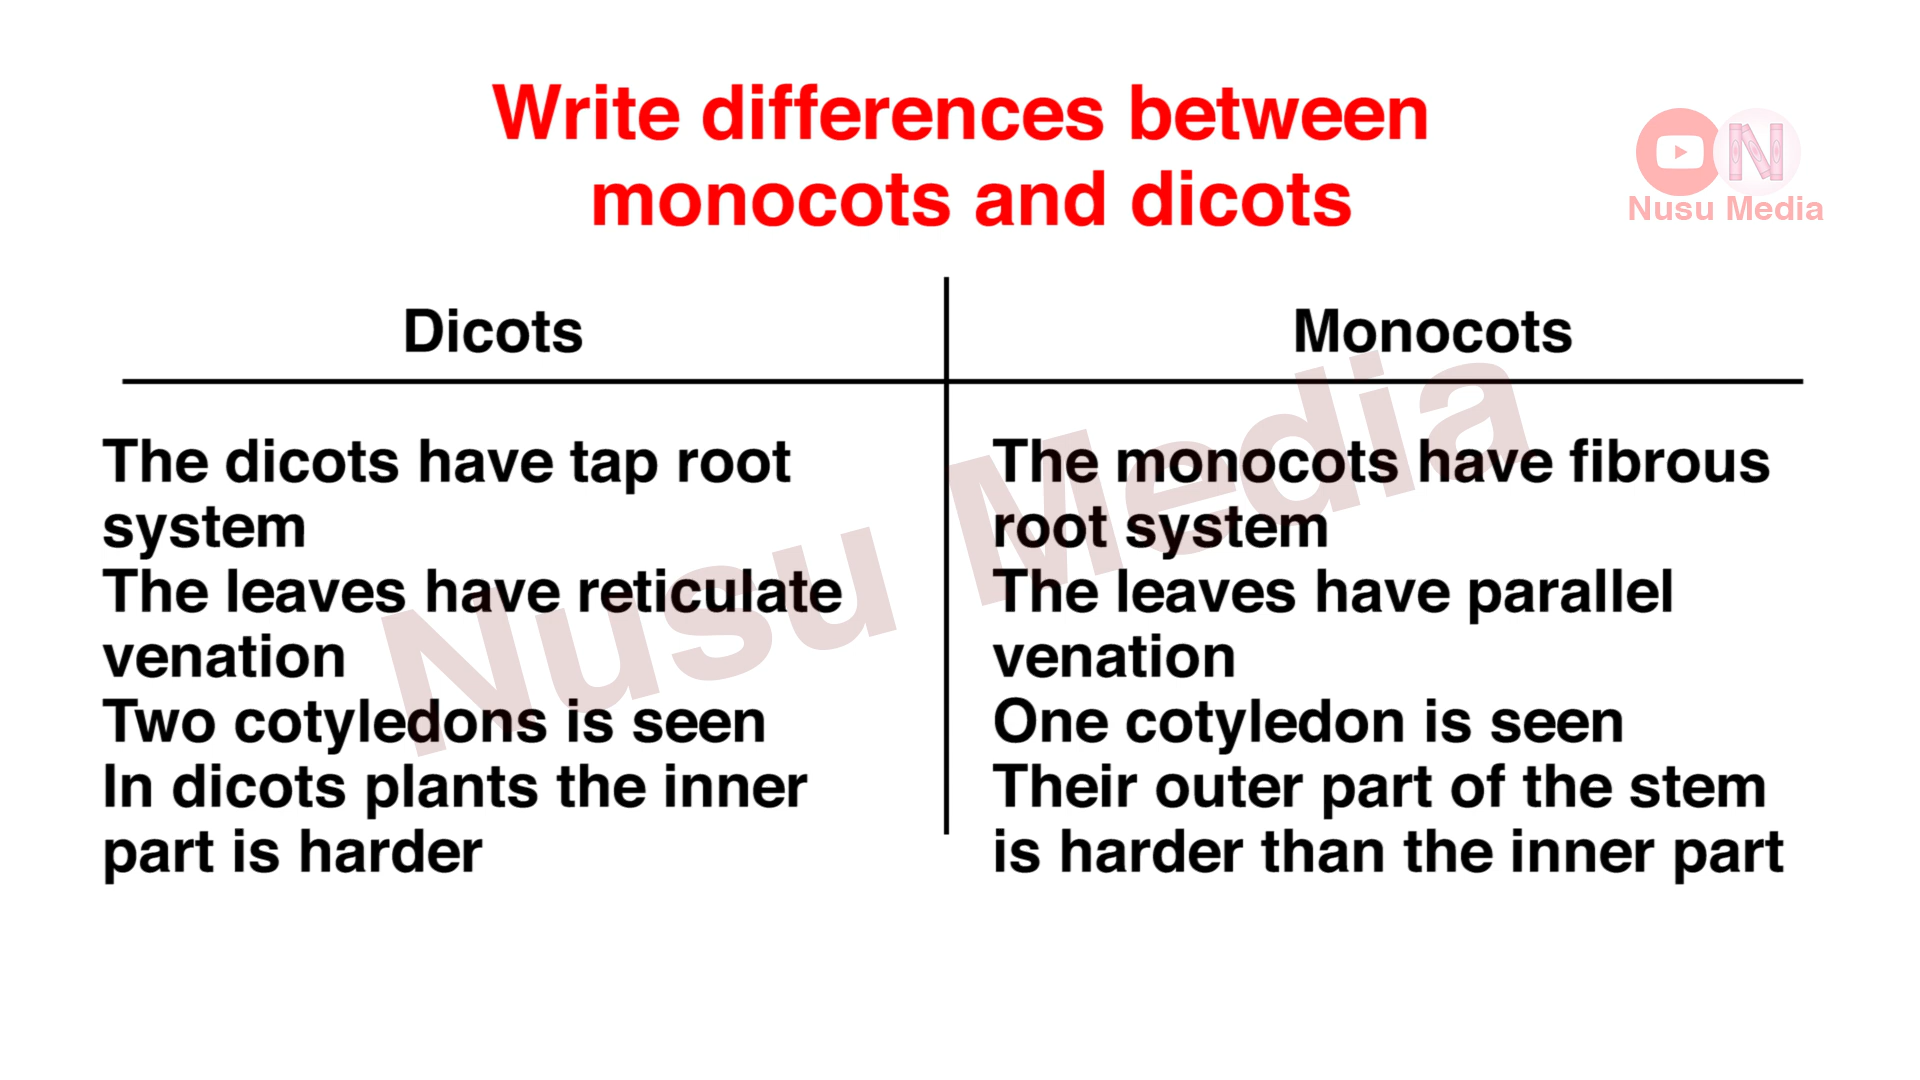 Write differences between
monocots and dicots
Nusu Media
Dicots
Monocots
The dicots have tap root
system
The leaves have reticulate
venation
Two cotyledons is seen
In dicots plants the inner
part is harder
The monocots have fibrous
root system
The leaves have parallel
venation
One cotyledon is seen
Their outer part of the stem
is harder than the inner part
Nusu Media